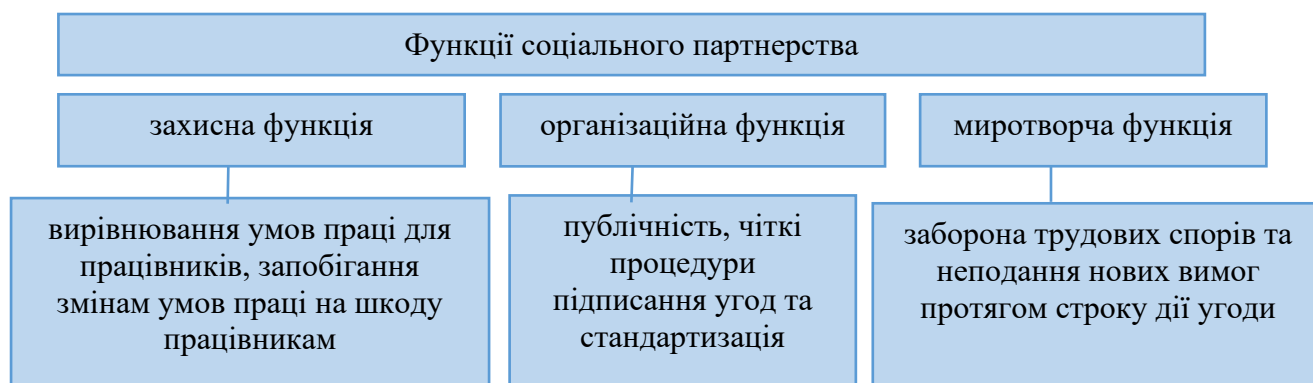 Функції соціального партнерства
захисна функція
організаційна функція
миротворча функція
вирівнювання умов праці для
працівників, запобігання
змінам умов праці на шкоду
працівникам
публічність, чіткі
процедури
підписання угод та
стандартизація
заборона трудових спорів та
неподання нових вимог
протягом строку дії угоди